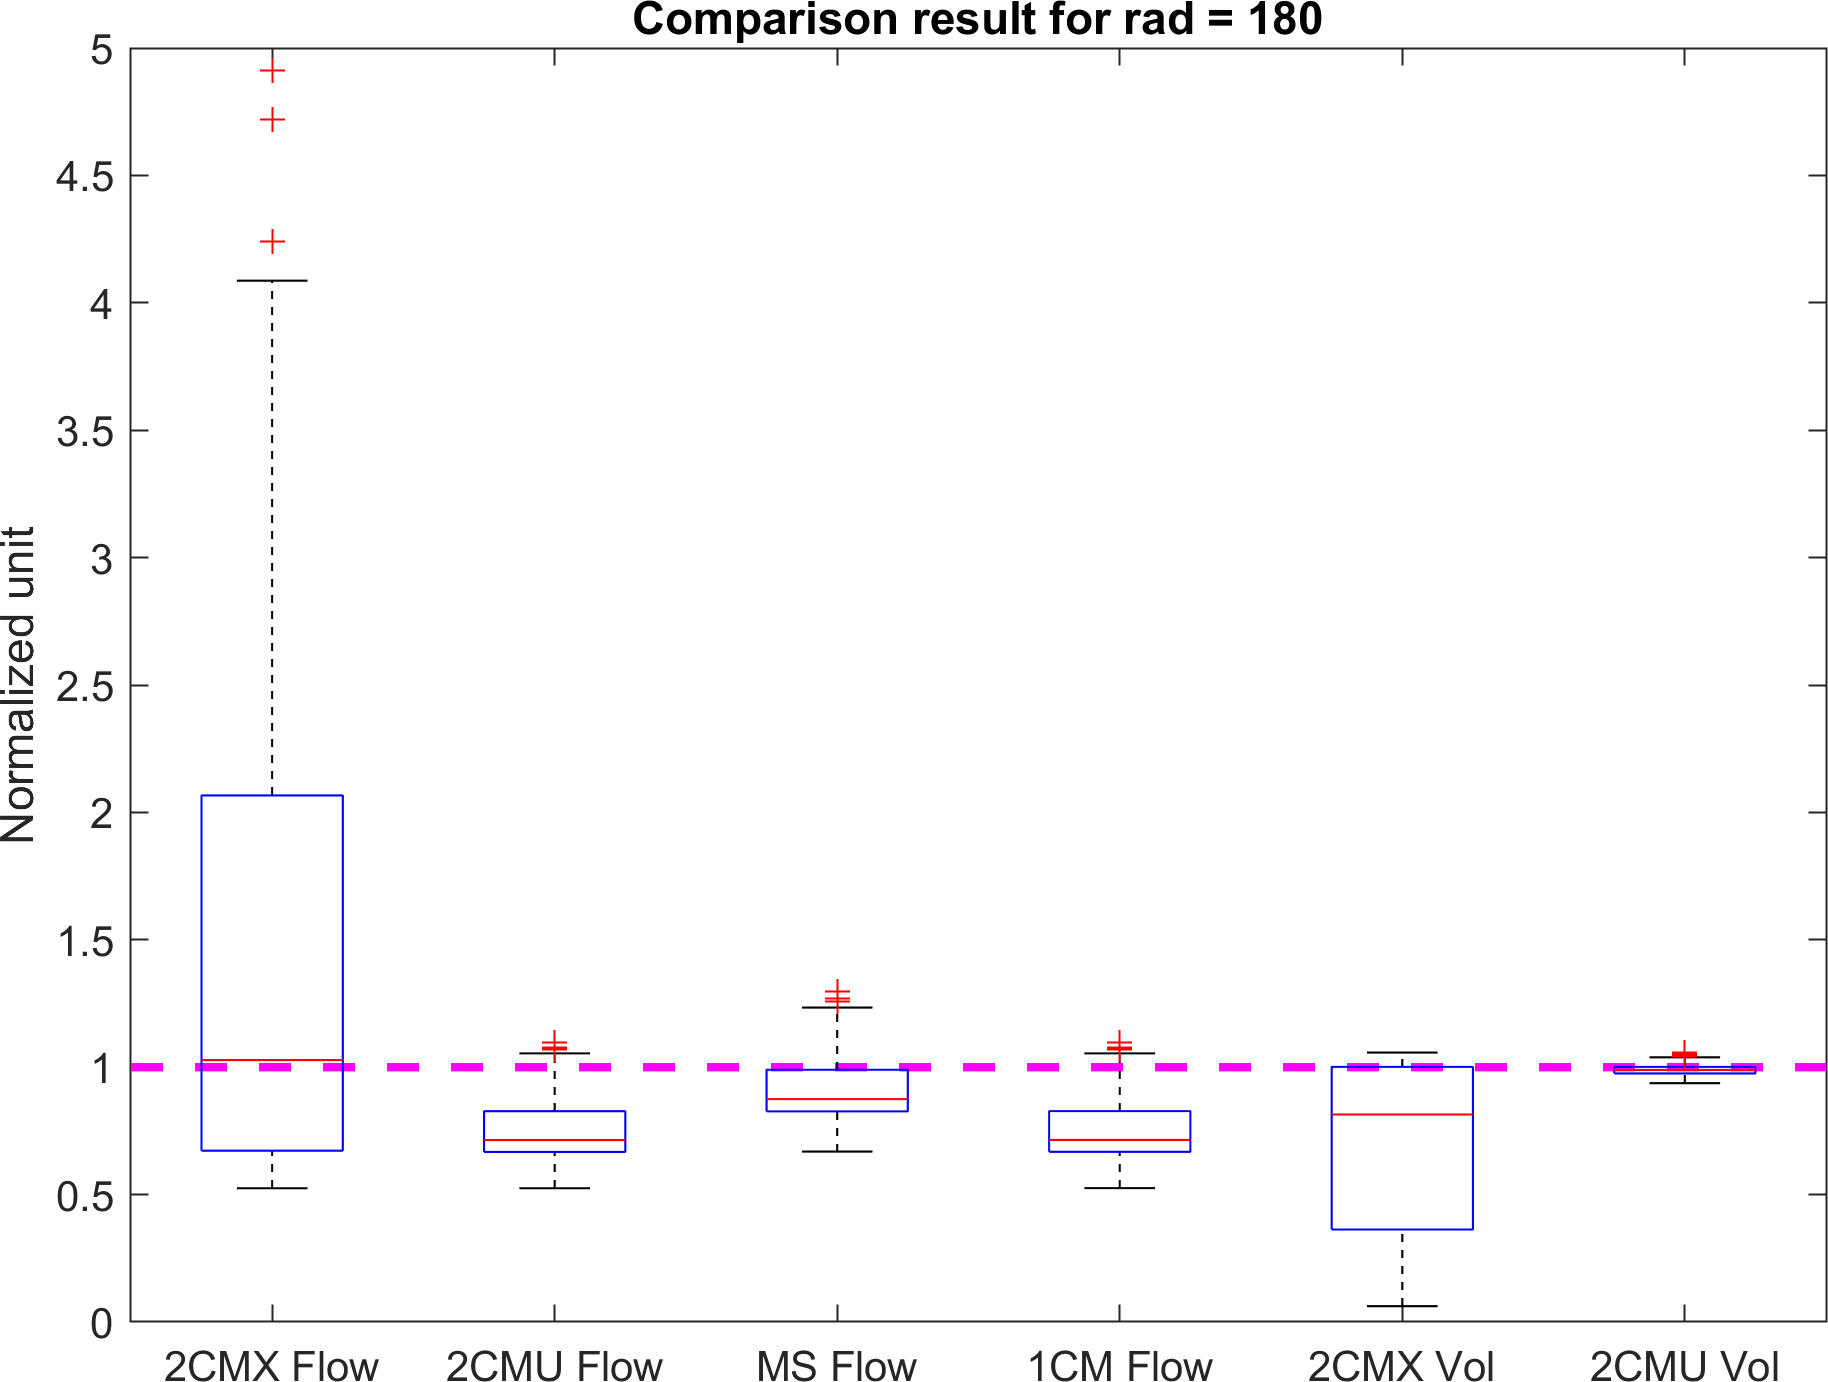 Comparison result for rad = 180
Normalized unit
5
4.5
4
3.5
3
2.5
2
1.5
1
0.5
0
2CMX Flow
2CMU Flow
MS Flow
1CM Flow
2CMX Vol
2CMU Vol